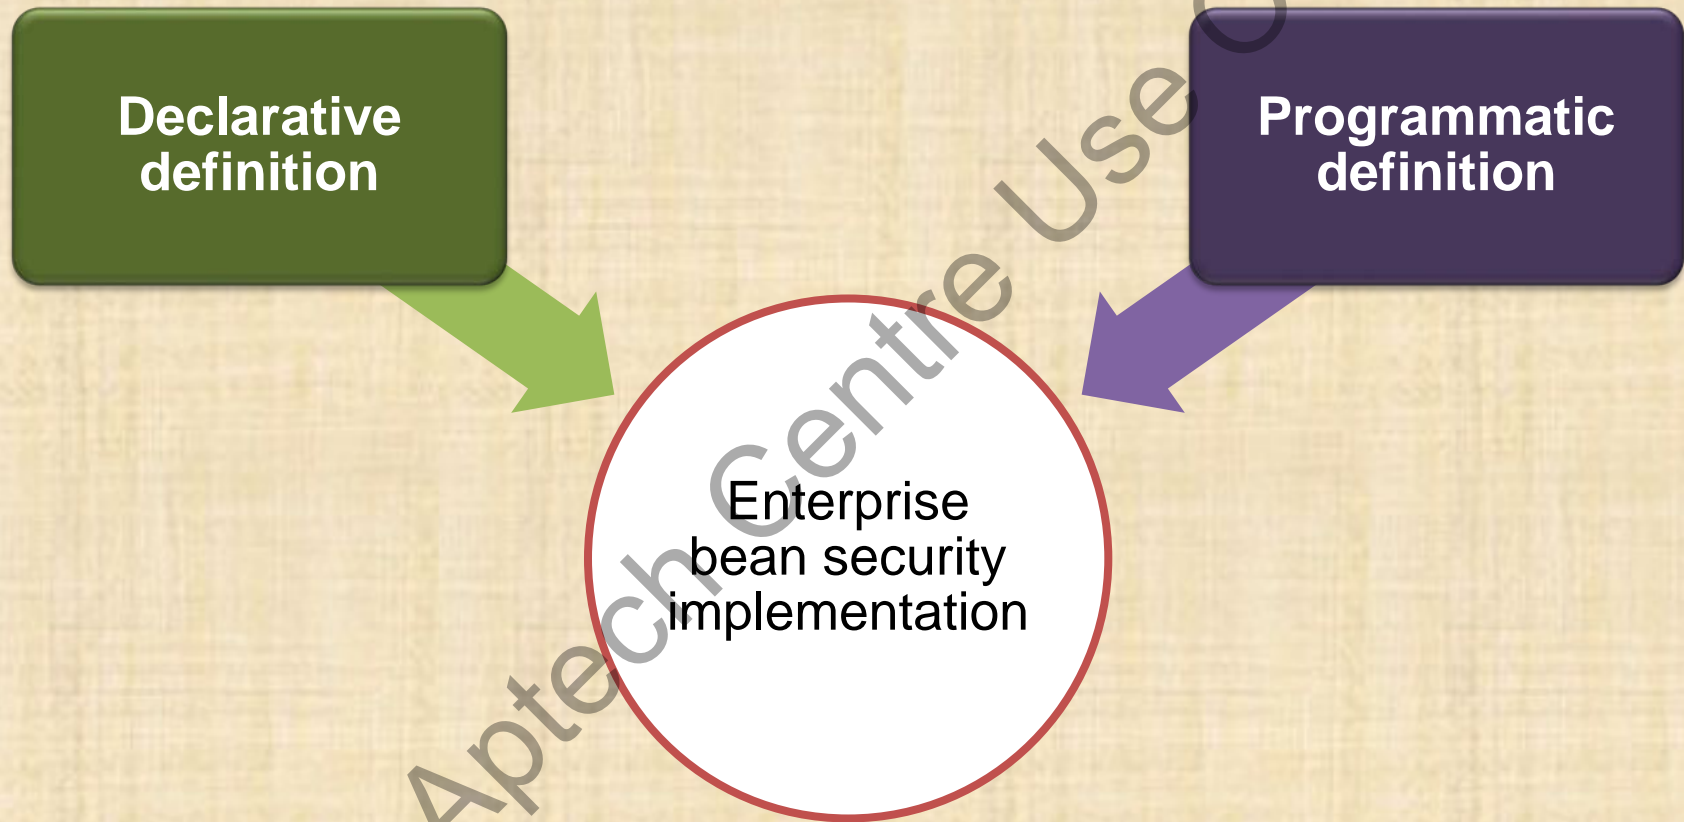 Declarative
definition
Programmatic
definition
Enterprise
bean security
implementation
Aptech Centre Use